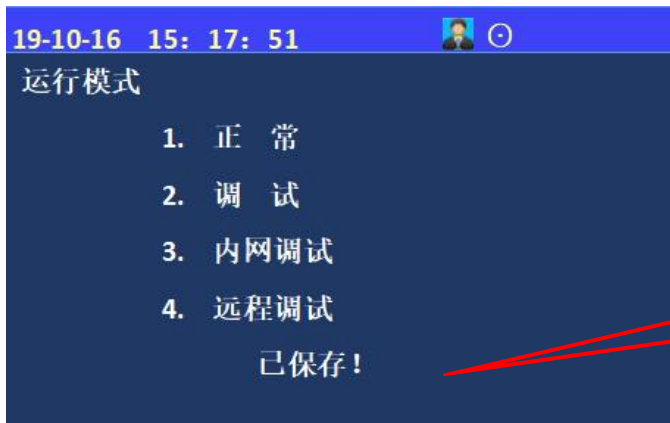 19-10-16 15: 17: 51
运行模式
1. 正 常
2. 调 试
3. 内网调试
4. 远程调试
已保存!